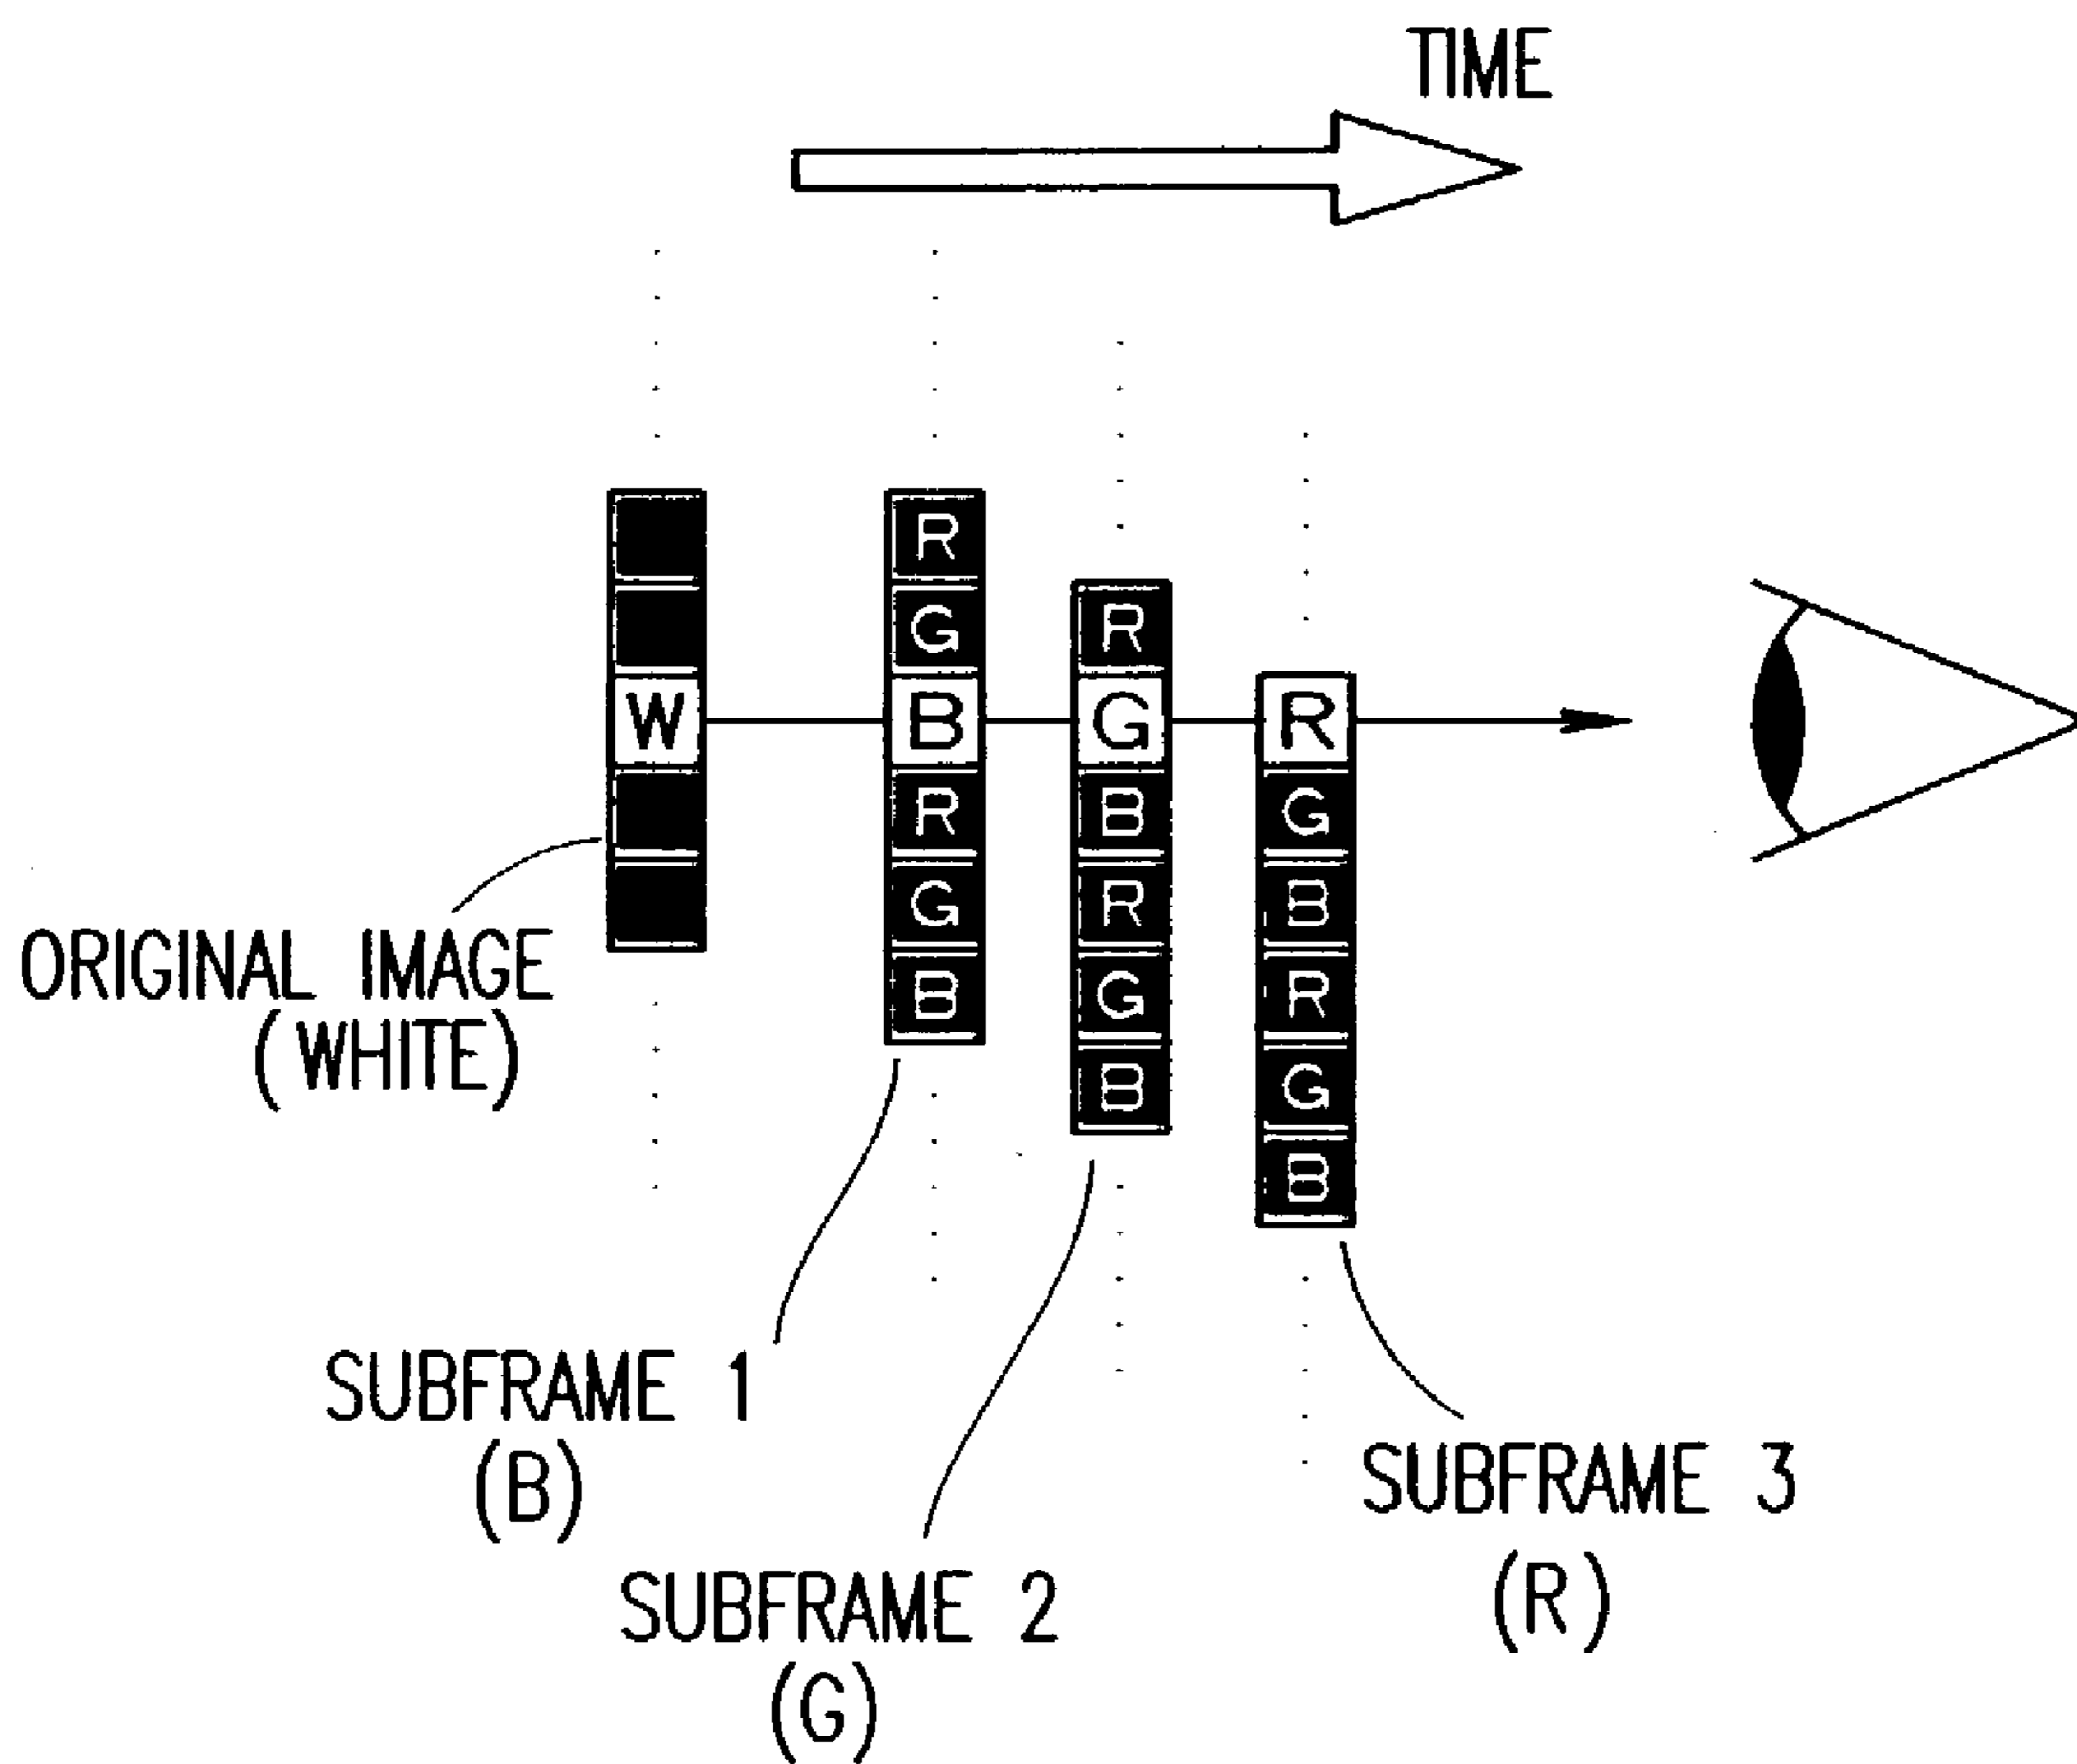 TIME
R
G R
W B G R
R B G
G R B
B G R
B G
B
ORIGINAL IMAGE
(WHITE)
SUBFRAME 1
(B)
SUBFRAME 2
(G)
SUBFRAME 3
(R)